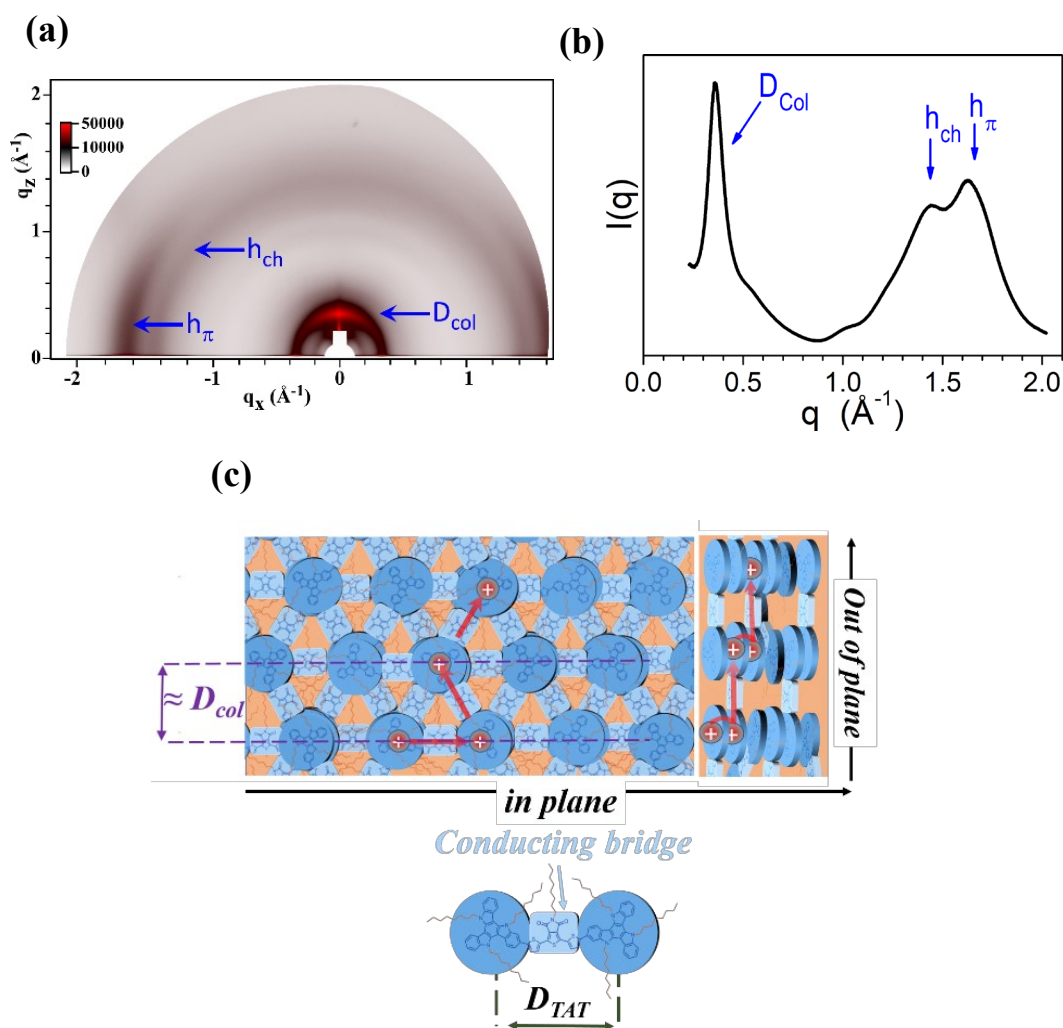 (a)
2
1
0
q_z (Å⁻¹)
50000
10000
0
h_ch
D_col
h_π
-2
-1
0
1
q_x (Å⁻¹)
(b)
D_Col
h_ch
h_π
I(q)
0.0
0.5
1.0
1.5
2.0
q (Å⁻¹)
(c)
+
+
+
+
≈ D_col
+
+
+
+
+
Out of plane
in plane
Conducting bridge
D_TAT